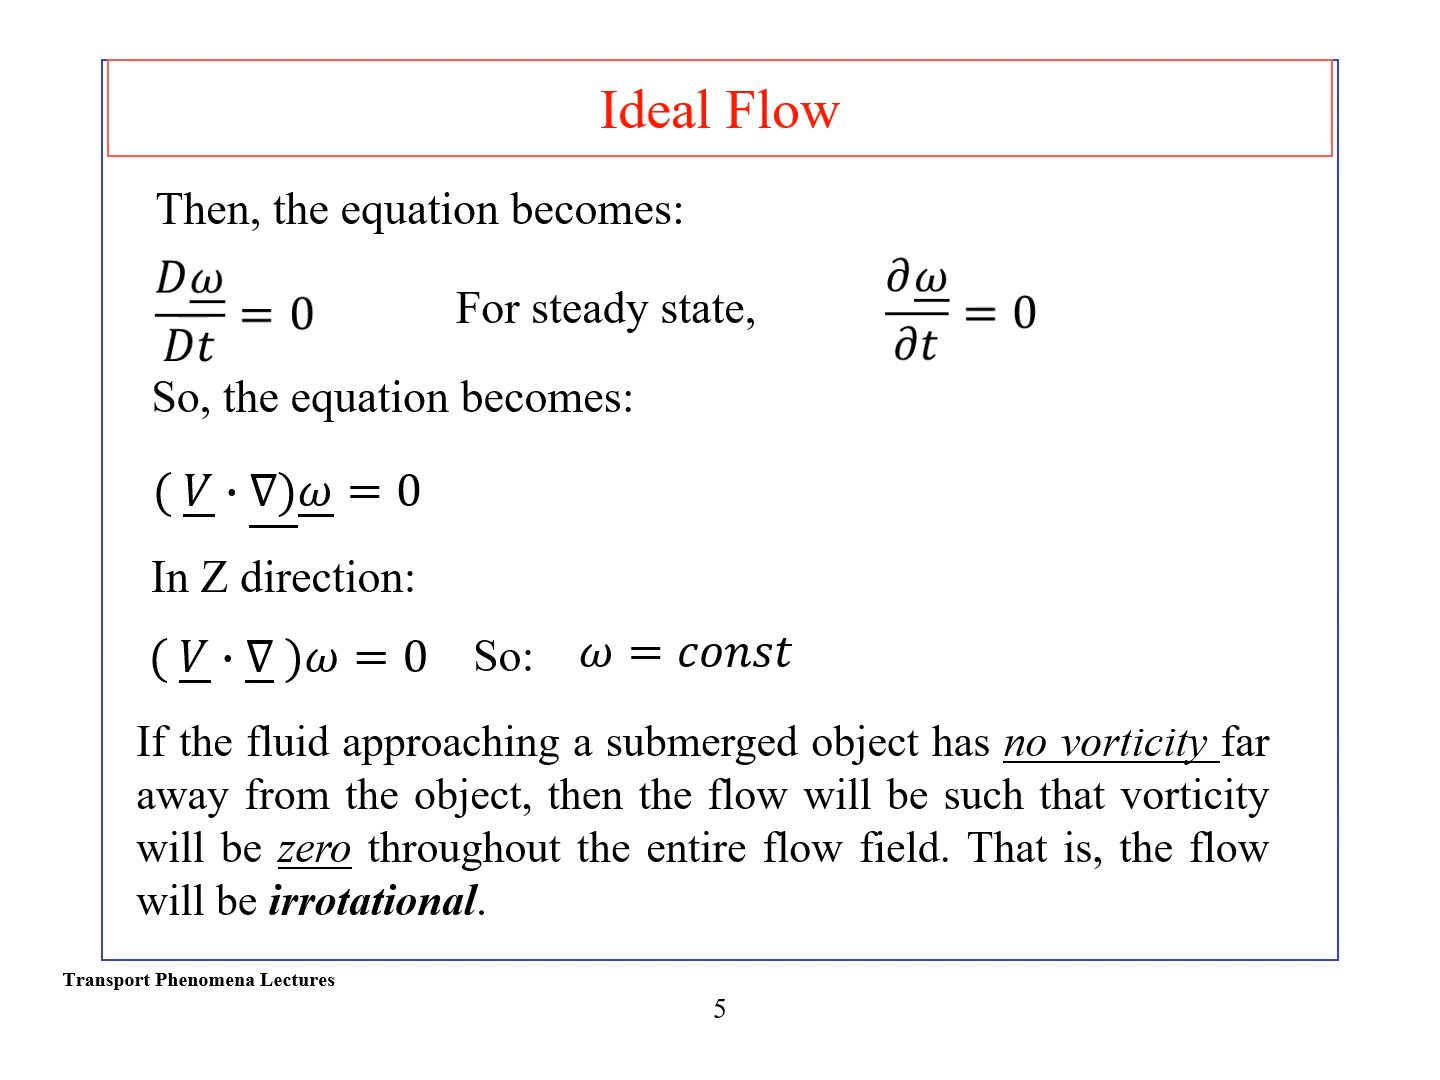 Ideal Flow
Then, the equation becomes:
Dω/Dt = 0 For steady state, ∂ω/∂t = 0
So, the equation becomes:
( V · ∇)ω = 0
In Z direction:
( V · ∇ )ω = 0 So: ω = const
If the fluid approaching a submerged object has no vorticity far
away from the object, then the flow will be such that vorticity
will be zero throughout the entire flow field. That is, the flow
will be irrotational.
Transport Phenomena Lectures
5